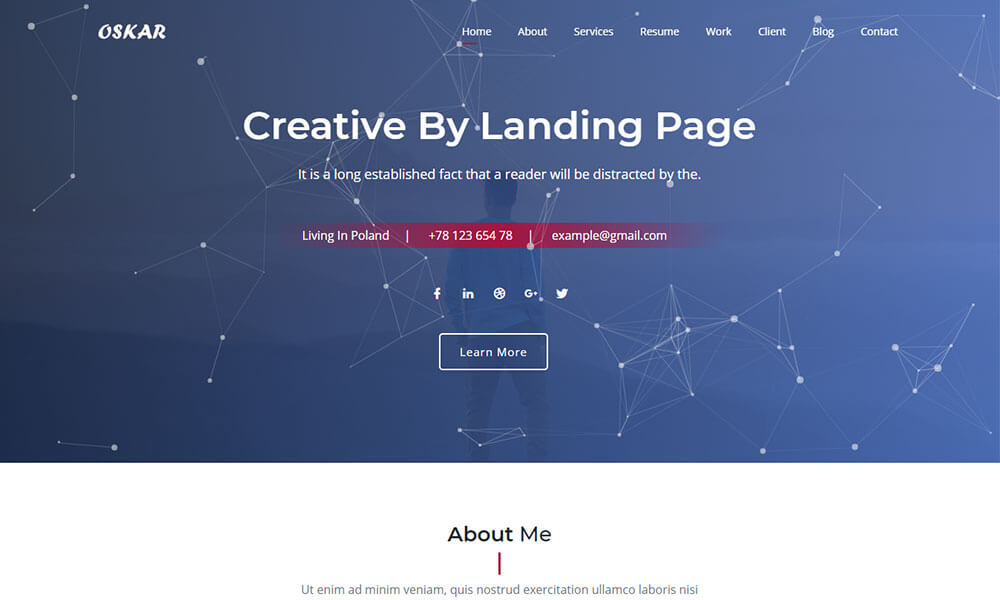 OSKAR
Home About Services Resume Work Client Blog Contact
Creative By Landing Page
It is a long established fact that a reader will be distracted by the.
Living In Poland | +78 123 654 78 | example@gmail.com
G+
Learn More
About Me
Ut enim ad minim veniam, quis nostrud exercitation ullamco laboris nisi